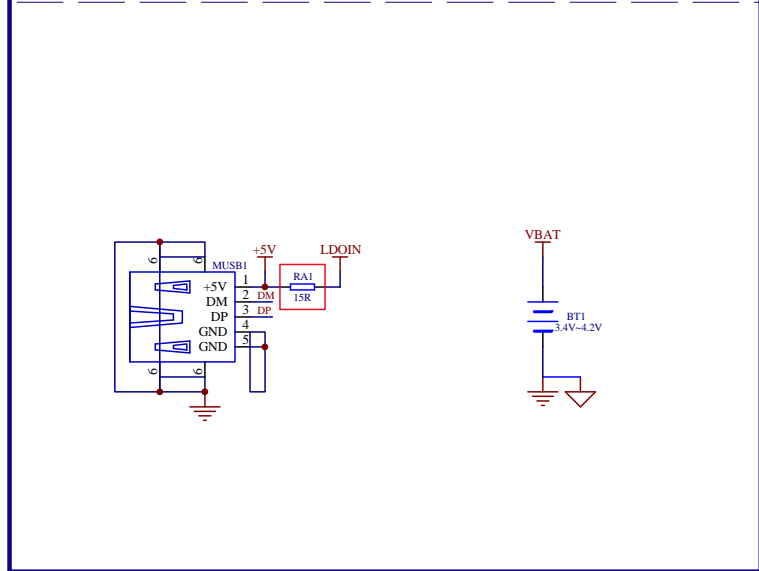 VBAT
+5V
LDOIN
6
6
MUSB1
RA1
15R
+5V
1
DM
2
DM
DP
3
DP
GND
4
GND
5
BT1
3.4V~4.2V
6
6